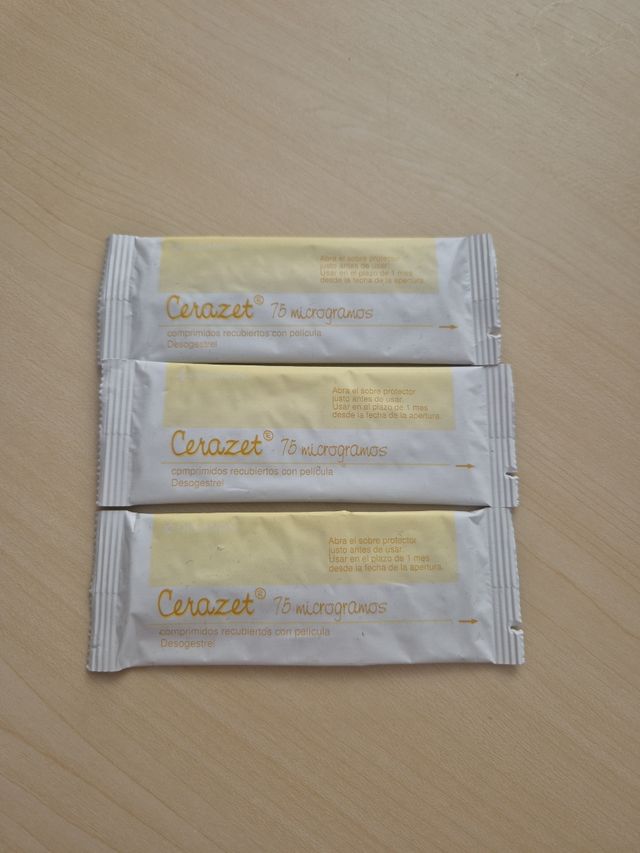 Abra el sobre protector
justo antes de usar.
Usar en el plazo de 1 mes
desde la fecha de la apertura.
Cerazet® 75 microgramos
comprimidos recubiertos con película
Desogestrel
Abra el sobre protector
justo antes de usar.
Usar en el plazo de 1 mes
desde la fecha de la apertura.
Cerazet® 75 microgramos
comprimidos recubiertos con película
Desogestrel
Abra el sobre protector
justo antes de usar.
Usar en el plazo de 1 mes
desde la fecha de la apertura.
Cerazet® 75 microgramos
comprimidos recubiertos con película
Desogestrel